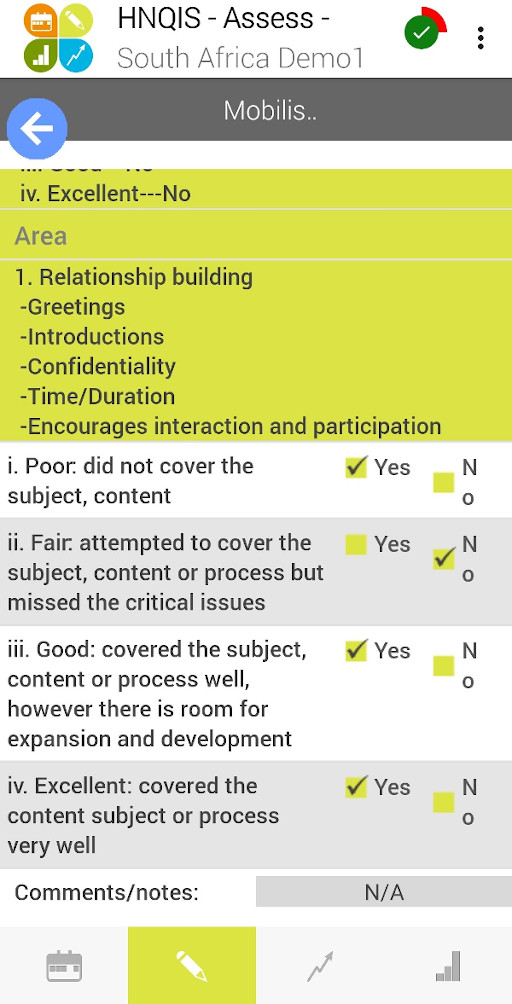 HNQIS - Assess -
South Africa Demo1
Mobilis..
iii. Good---No
iv. Excellent---No
Area
1. Relationship building
-Greetings
-Introductions
-Confidentiality
-Time/Duration
-Encourages interaction and participation
i. Poor: did not cover the
subject, content
Yes
N
o
ii. Fair: attempted to cover the
subject, content or process but
missed the critical issues
Yes
N
o
iii. Good: covered the subject,
content or process well,
however there is room for
expansion and development
Yes
N
o
iv. Excellent: covered the
content subject or process
very well
Yes
N
o
Comments/notes:
N/A